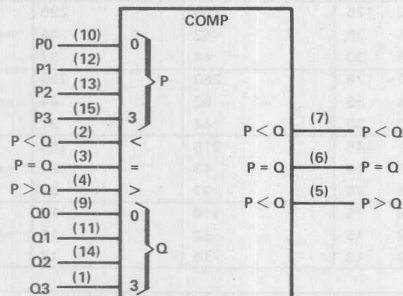 COMP
P0 (10) 0
P1 (12)
P2 (13) P
P3 (15) 3
P < Q (2) <
P = Q (3) =
P > Q (4) >
Q0 (9) 0
Q1 (11)
Q2 (14) Q
Q3 (1) 3
P < Q (7) P < Q
P = Q (6) P = Q
P < Q (5) P > Q